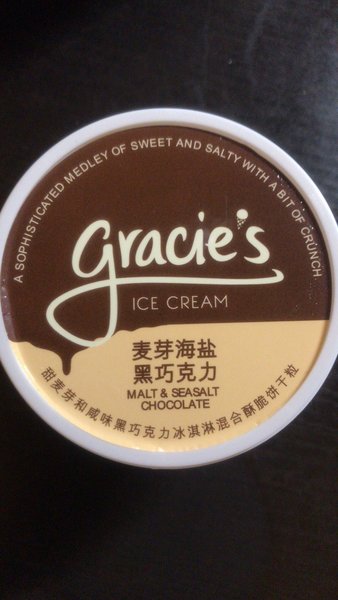 A SOPHISTICATED MEDLEY OF SWEET AND SALTY WITH A BIT OF CRUNCH
gracie's
ICE CREAM
麦芽海盐
黑巧克力
MALT & SEASALT
CHOCOLATE
甜麦芽和咸味黑巧克力冰淇淋混合酥脆饼干粒